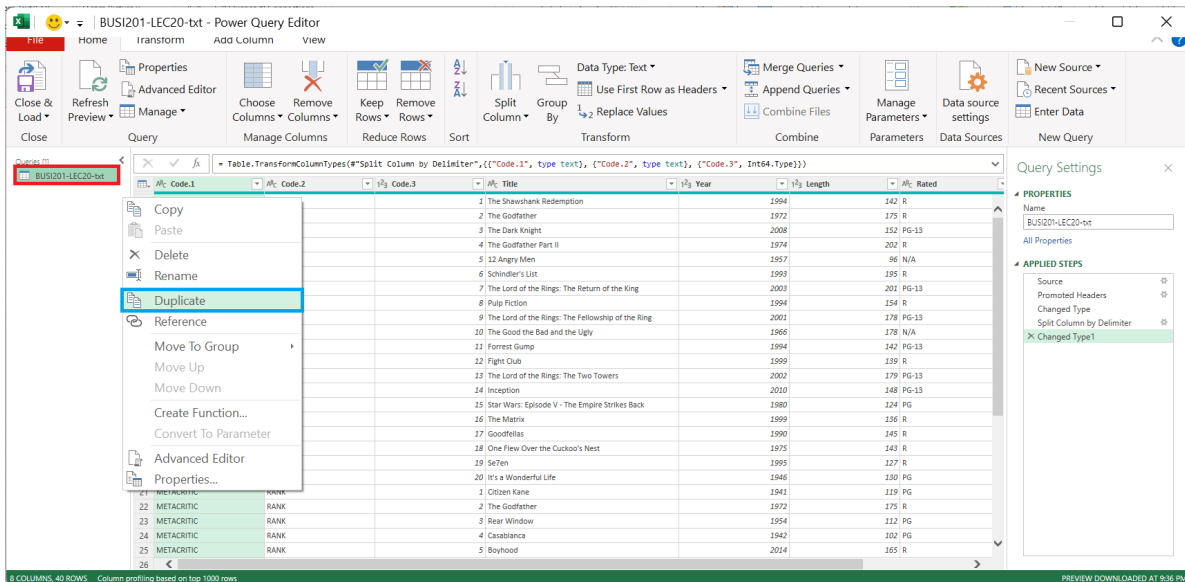 BUSI201-LEC20-txt - Power Query Editor
File Home Transform Add Column View
Close & Load
Refresh Preview
Properties
Advanced Editor
Manage
Choose Columns
Remove Columns
Keep Rows
Remove Rows
Split Column
Group By
Data Type: Text
Use First Row as Headers
1 2 Replace Values
Merge Queries
Append Queries
Combine Files
Manage Parameters
Data source settings
New Source
Recent Sources
Enter Data
Close Query Manage Columns Reduce Rows Sort Transform Combine Parameters Data Sources New Query
Queries [1]
BUSI201-LEC20-txt
fx = Table.TransformColumnTypes(#"Split Column by Delimiter",{{"Code.1", type text}, {"Code.2", type text}, {"Code.3", Int64.Type}})
ABC Code.1 ABC Code.2 123 Code.3 ABC Title 123 Year 123 Length ABC Rated
1 The Shawshank Redemption 1994 142 R
2 The Godfather 1972 175 R
3 The Dark Knight 2008 152 PG-13
4 The Godfather Part II 1974 202 R
5 12 Angry Men 1957 96 N/A
6 Schindler's List 1993 195 R
7 The Lord of the Rings: The Return of the King 2003 201 PG-13
8 Pulp Fiction 1994 154 R
9 The Lord of the Rings: The Fellowship of the Ring 2001 178 PG-13
10 The Good the Bad and the Ugly 1966 178 N/A
11 Forrest Gump 1994 142 PG-13
12 Fight Club 1999 139 R
13 The Lord of the Rings: The Two Towers 2002 179 PG-13
14 Inception 2010 148 PG-13
15 Star Wars: Episode V - The Empire Strikes Back 1980 124 PG
16 The Matrix 1999 136 R
17 Goodfellas 1990 145 R
18 One Flew Over the Cuckoo's Nest 1975 143 R
19 Se7en 1995 127 R
20 It's a Wonderful Life 1946 130 PG
21 METACRITIC RANK 1 Citizen Kane 1941 119 PG
22 METACRITIC RANK 2 The Godfather 1972 175 R
23 METACRITIC RANK 3 Rear Window 1954 112 PG
24 METACRITIC RANK 4 Casablanca 1942 102 PG
25 METACRITIC RANK 5 Boyhood 2014 165 R
26
Copy
Paste
Delete
Rename
Duplicate
Reference
Move To Group
Move Up
Move Down
Create Function...
Convert To Parameter
Advanced Editor
Properties...
Query Settings
PROPERTIES
Name
BUSI201-LEC20-txt
All Properties
APPLIED STEPS
Source
Promoted Headers
Changed Type
Split Column by Delimiter
Changed Type1
8 COLUMNS, 40 ROWS Column profiling based on top 1000 rows
PREVIEW DOWNLOADED AT 9:36 PM